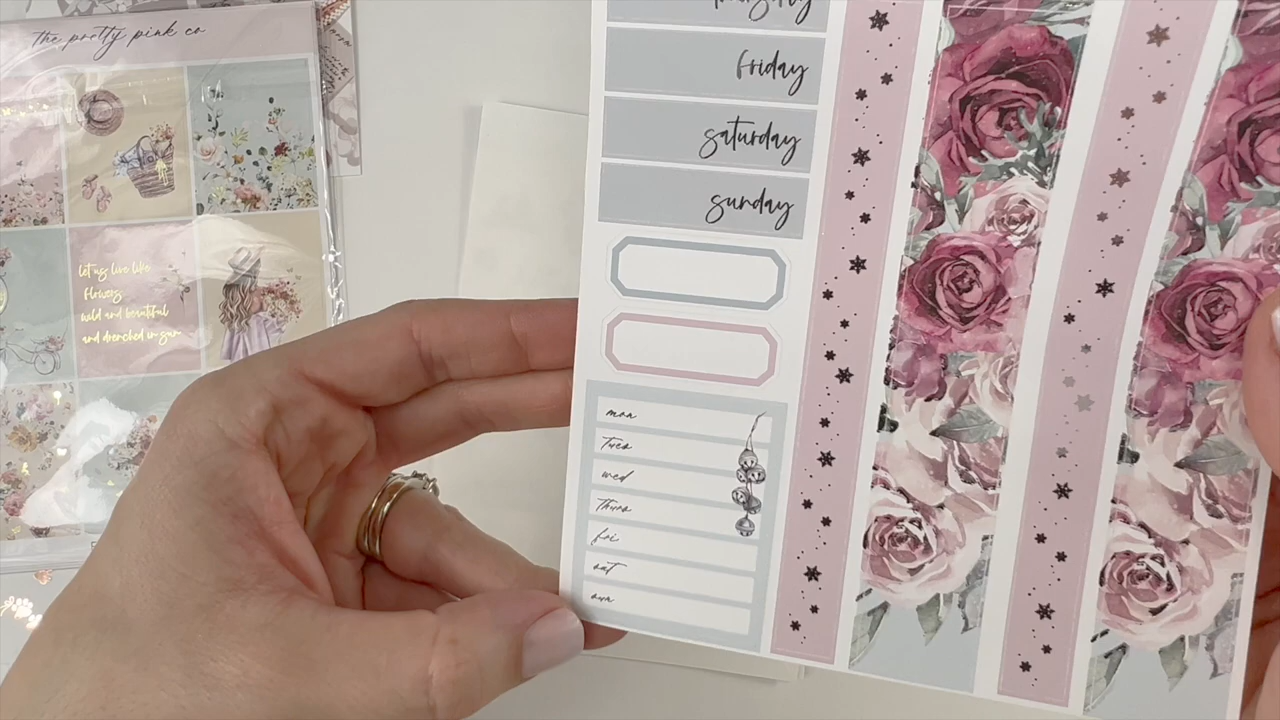 the pretty pink co
let us live like
flowers,
wild and beautiful
and drenched in sun
thursday
friday
saturday
sunday
mon
tues
wed
thurs
fri
sat
sun